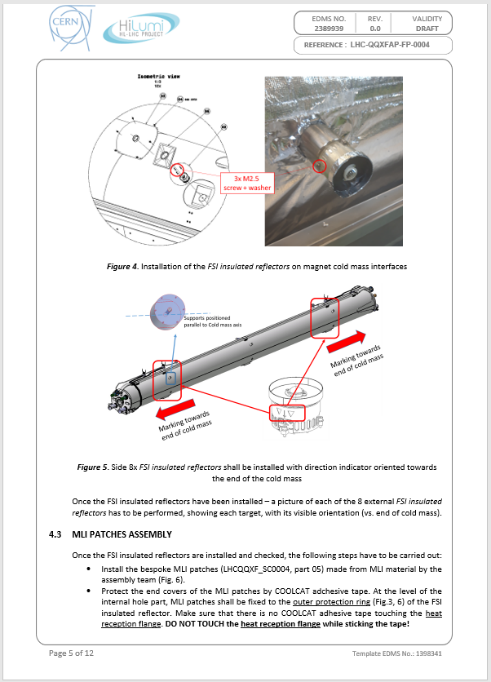 CERN
HiLumi
HL-LHC PROJECT
EDMS NO. REV. VALIDITY
2389939 0.0 DRAFT
REFERENCE : LHC-QQXFAP-FP-0004
Isometric view
3x M2.5
screw + washer
Figure 4. Installation of the FSI insulated reflectors on magnet cold mass interfaces
Supports positioned
parallel to Cold mass axis
Marking towards
end of cold mass
Marking towards
end of cold mass
Figure 5. Side 8x FSI insulated reflectors shall be installed with direction indicator oriented towards
the end of the cold mass
Once the FSI insulated reflectors have been installed – a picture of each of the 8 external FSI insulated
reflectors has to be performed, showing each target, with its visible orientation (vs. end of cold mass).
4.3 MLI PATCHES ASSEMBLY
Once the FSI insulated reflectors are installed and checked, the following steps have to be carried out:
• Install the bespoke MLI patches (LHCQQXF_SC0004, part 05) made from MLI material by the
assembly team (Fig. 6).
• Protect the end covers of the MLI patches by COOLCAT adchesive tape. At the level of the
internal hole part, MLI patches shall be fixed to the outer protection ring (Fig.3, 6) of the FSI
insulated reflector. Make sure that there is no COOLCAT adhesive tape touching the heat
reception flange. DO NOT TOUCH the heat reception flange while sticking the tape!
Page 5 of 12 Template EDMS No.: 1398341